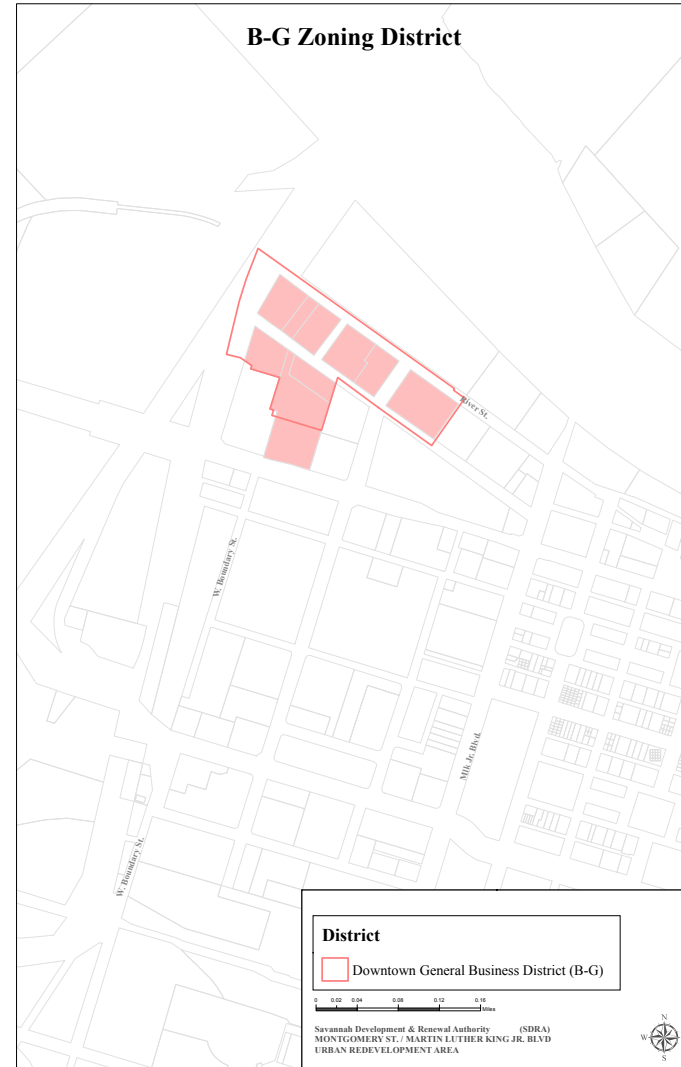 B-G Zoning District
River St.
W. Boundary St.
Mlk Jr. Blvd.
W. Boundary St.
District
Downtown General Business District (B-G)
0 0.02 0.04 0.08 0.12 0.16
Miles
Savannah Development & Renewal Authority (SDRA)
MONTGOMERY ST. / MARTIN LUTHER KING JR. BLVD
URBAN REDEVELOPMENT AREA
N
W E
S